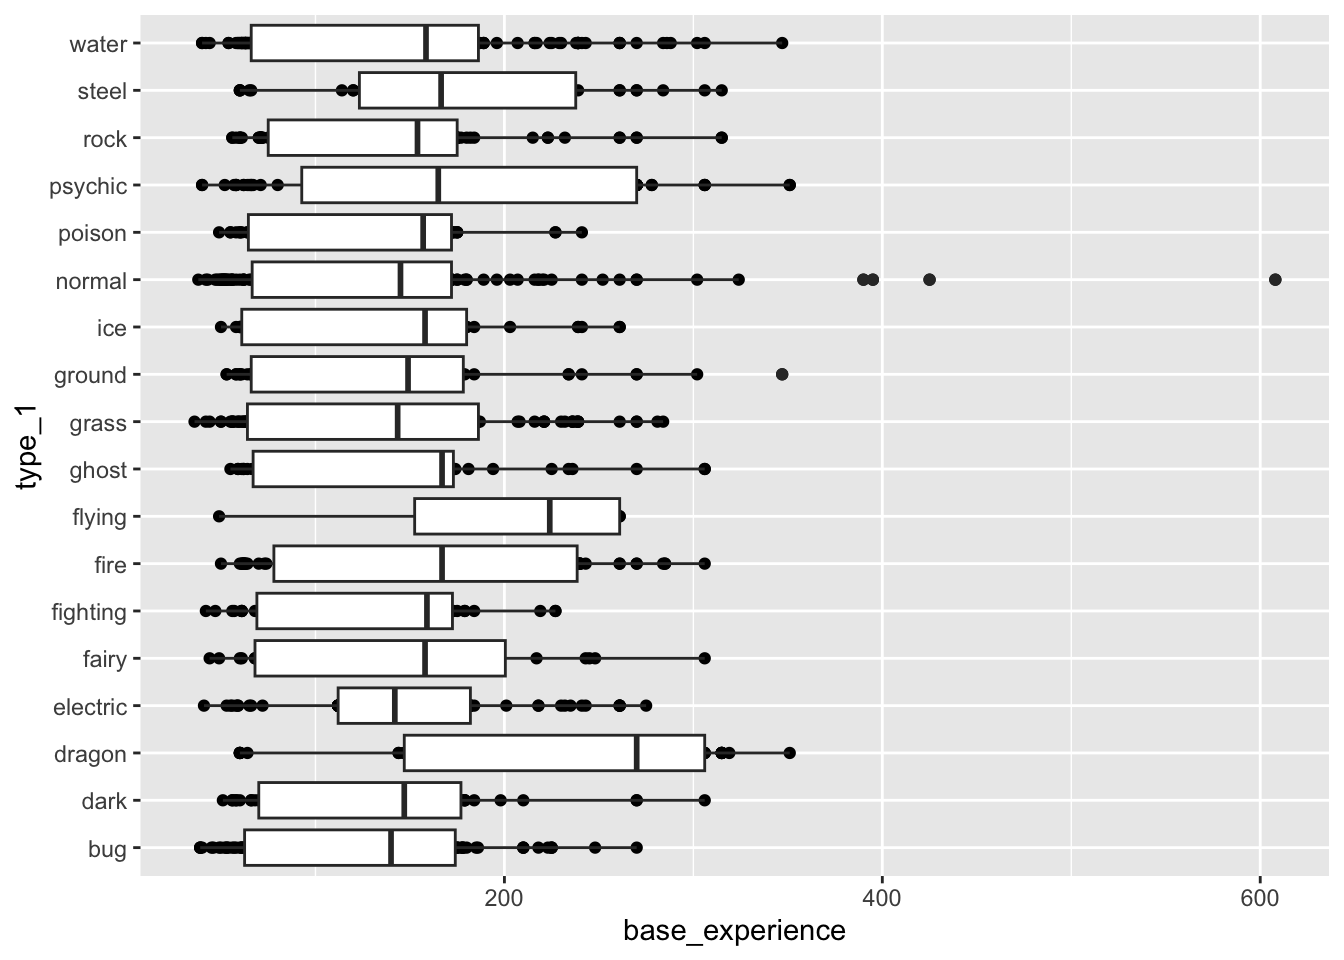 water
steel
rock
psychic
poison
normal
ice
ground
grass
ghost
flying
fire
fighting
fairy
electric
dragon
dark
bug
type_1
200 400 600
base_experience